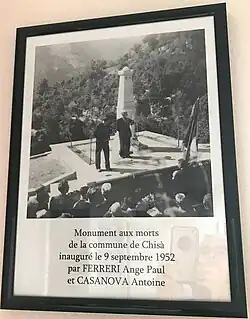 Monument aux morts
de la commune de Chisà
inauguré le 9 septembre 1952
par FERRERI Ange Paul
et CASANOVA Antoine